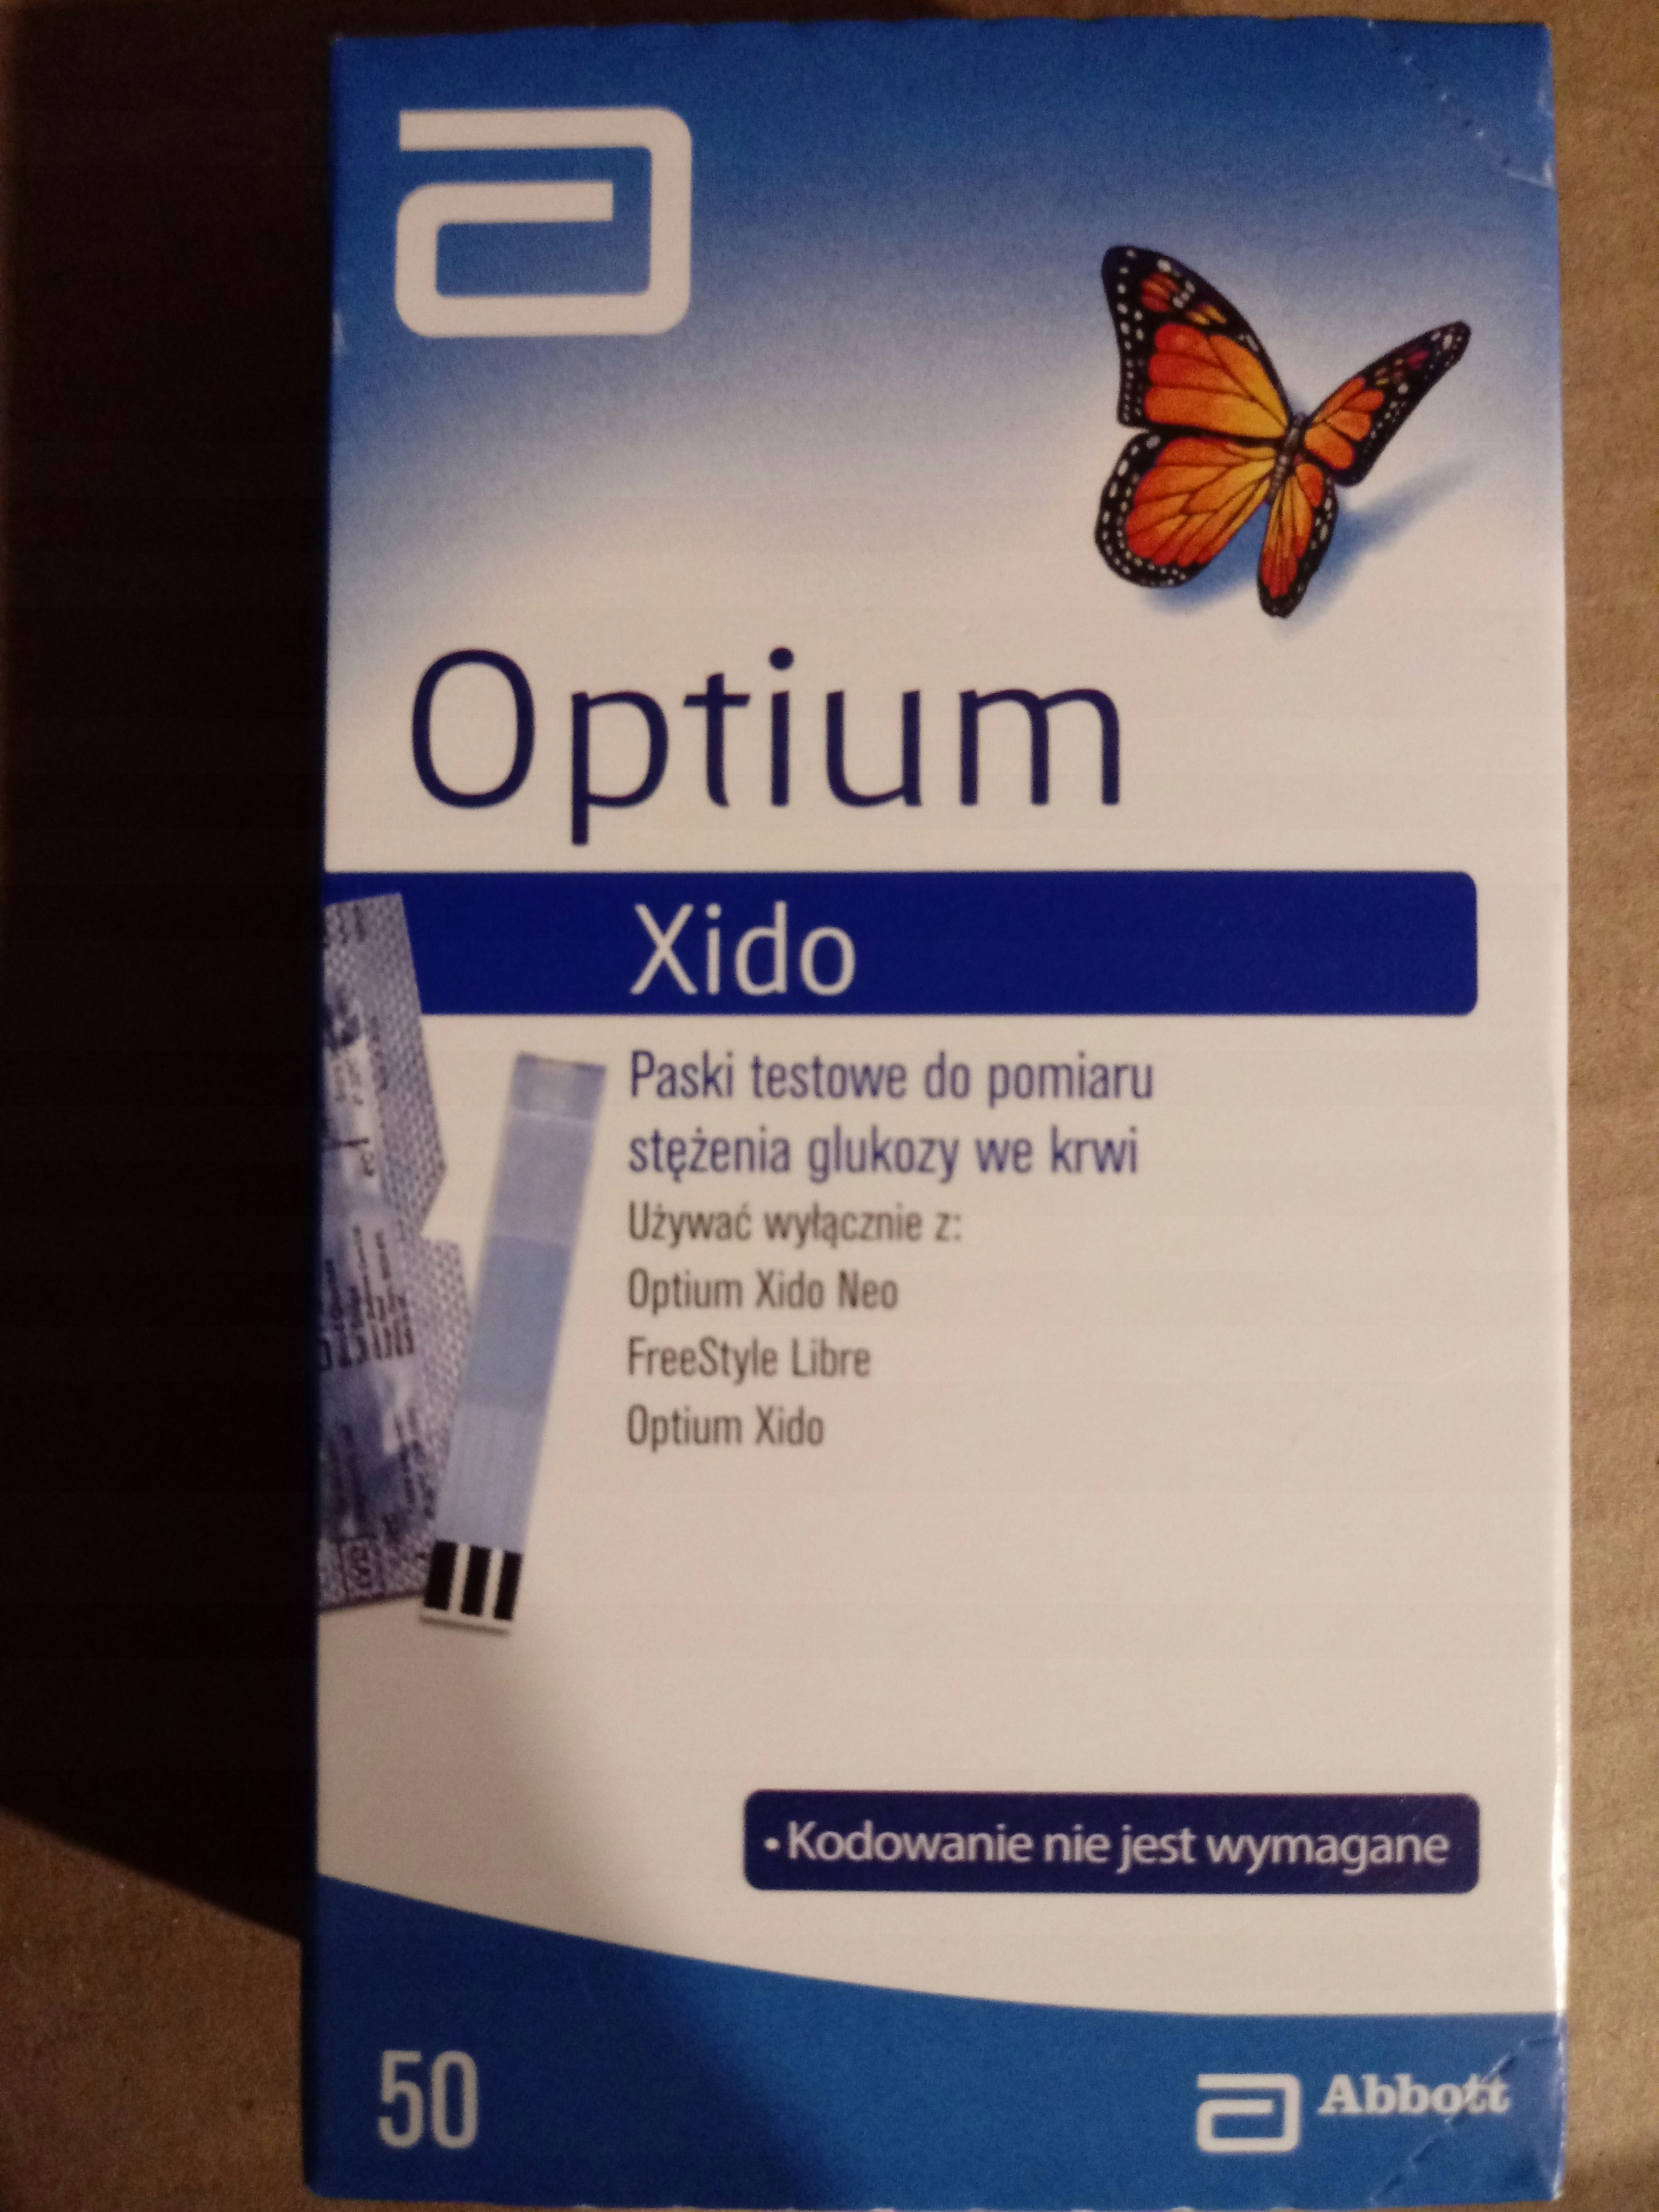 Optium
Xido
Paski testowe do pomiaru
stężenia glukozy we krwi
Używać wyłącznie z:
Optium Xido Neo
FreeStyle Libre
Optium Xido
• Kodowanie nie jest wymagane
50
Abbott